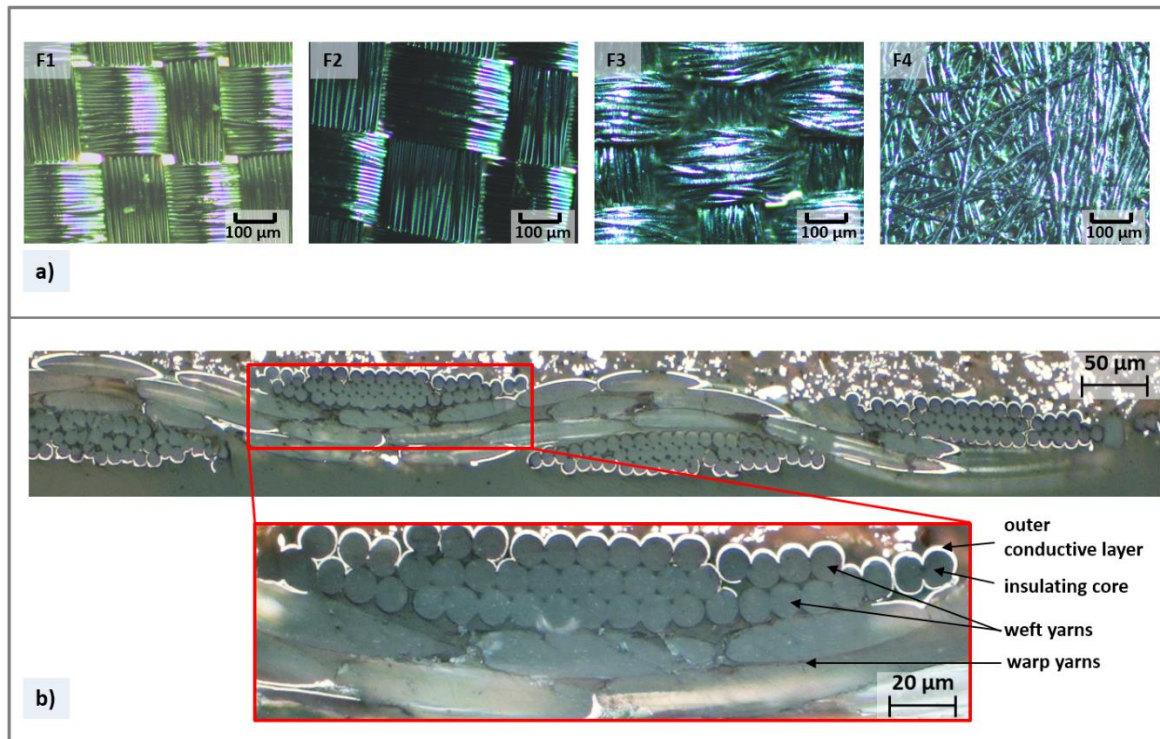 F1
F2
F3
F4
100 µm
100 µm
100 µm
100 µm
a)
50 µm
outer
conductive layer
insulating core
weft yarns
warp yarns
20 µm
b)